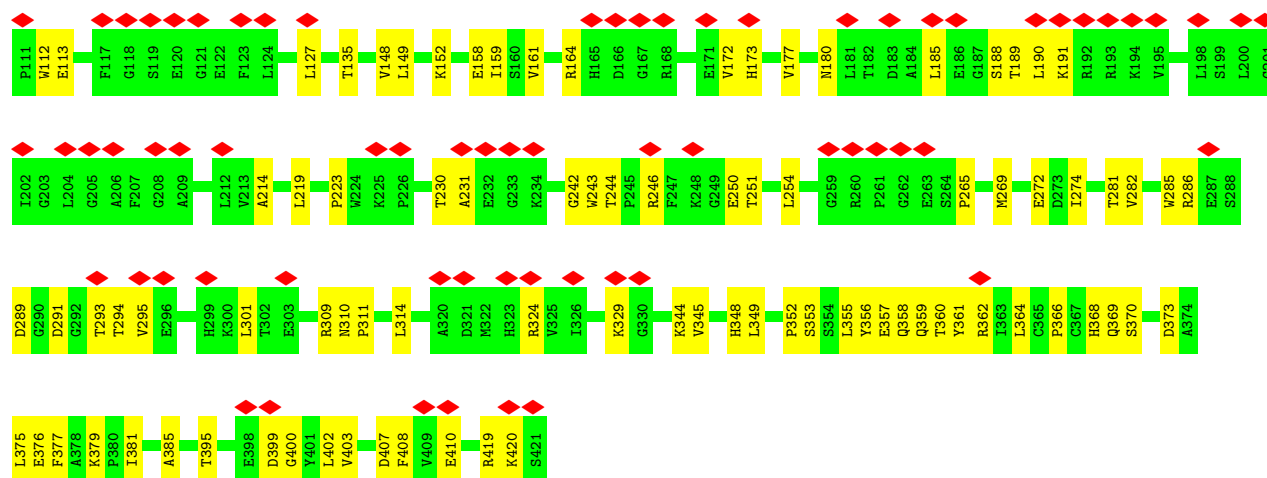 P111 W112 E113 F117 G118 S119 E120 G121 E122 F123 L124 L127 T135 V148 L149 K152 E158 I159 S160 V161 R164 H165 D166 G167 R168 E171 V172 H173 V177 N180 L181 T182 D183 A184 L185 E186 G187 S188 T189 L190 K191 R192 R193 K194 V195 L198 S199 L200 G201
I202 G203 L204 G205 A206 F207 G208 A209 L212 V213 A214 L219 P223 W224 K225 P226 T230 A231 E232 G233 K234 G242 W243 T244 P245 R246 F247 K248 G249 E250 T251 L254 G259 R260 P261 G262 E263 S264 P265 M269 E272 D273 I274 T281 V282 W285 R286 E287 S288
D289 G290 D291 G292 T293 T294 V295 E296 H299 K300 L301 T302 E303 R309 N310 P311 L314 A320 D321 M322 H323 R324 V325 I326 K329 G330 K344 V345 H348 L349 P352 S353 S354 L355 Y356 E357 Q358 Q359 T360 Y361 R362 I363 L364 C365 P366 C367 H368 Q369 S370 D373 A374
L375 E376 F377 A378 K379 P380 I381 A385 T395 E398 D399 G400 Y401 L402 V403 D407 F408 V409 E410 R419 K420 S421